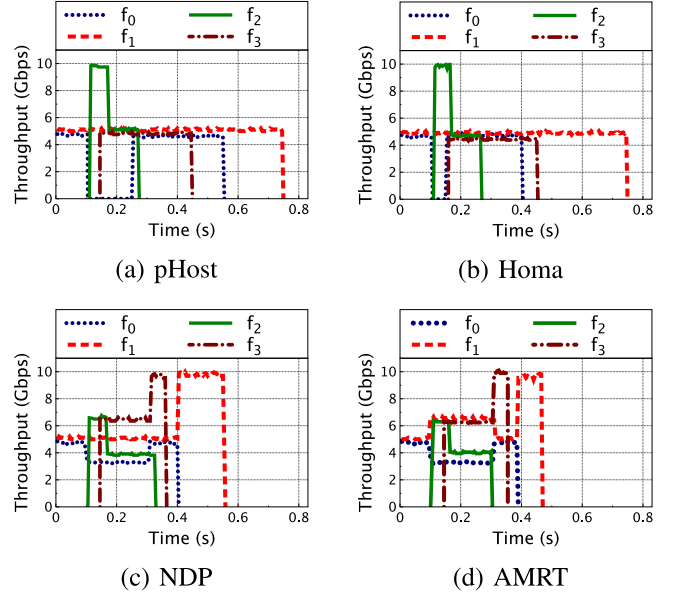 f0 f2 f0 f2
f1 f3 f1 f3
Throughput (Gbps) 10 8 6 4 2 0 Throughput (Gbps) 10 8 6 4 2 0
0 0.2 0.4 0.6 0.8 0 0.2 0.4 0.6 0.8
Time (s) Time (s)
(a) pHost (b) Homa
f0 f2 f0 f2
f1 f3 f1 f3
Throughput (Gbps) 10 8 6 4 2 0 Throughput (Gbps) 10 8 6 4 2 0
0 0.2 0.4 0.6 0.8 0 0.2 0.4 0.6 0.8
Time (s) Time (s)
(c) NDP (d) AMRT